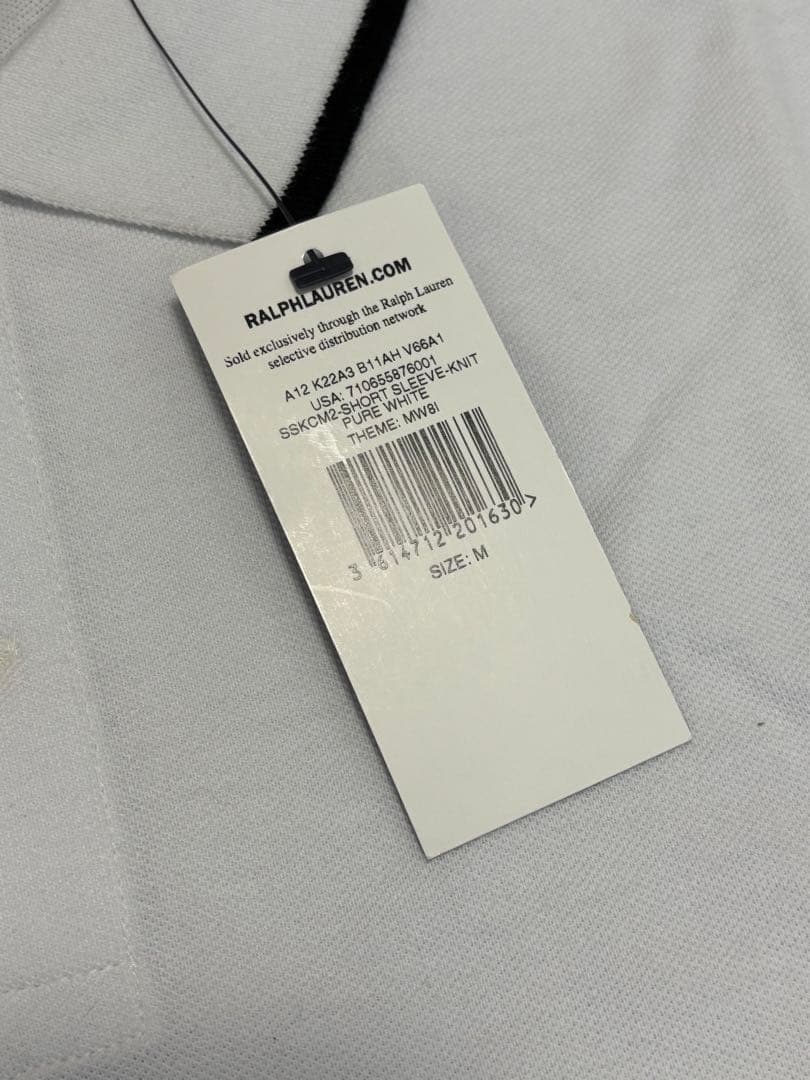 RALPHLAUREN.COM
Sold exclusively through the Ralph Lauren
selective distribution network
A12 K22A3 B11AH V66A1
USA: 710655876001
SSKCM2-SHORT SLEEVE-KNIT
PURE WHITE
THEME: MW8I
3 614712 201630 >
SIZE: M